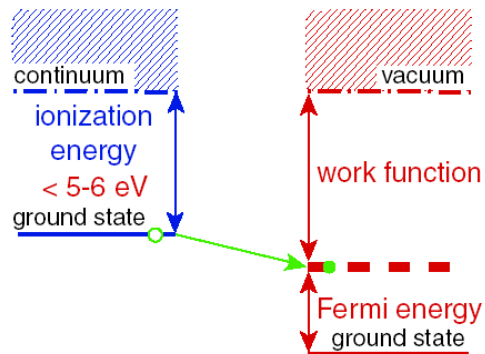 continuum
ionization
energy
< 5-6 eV
ground state
vacuum
work function
Fermi energy
ground state